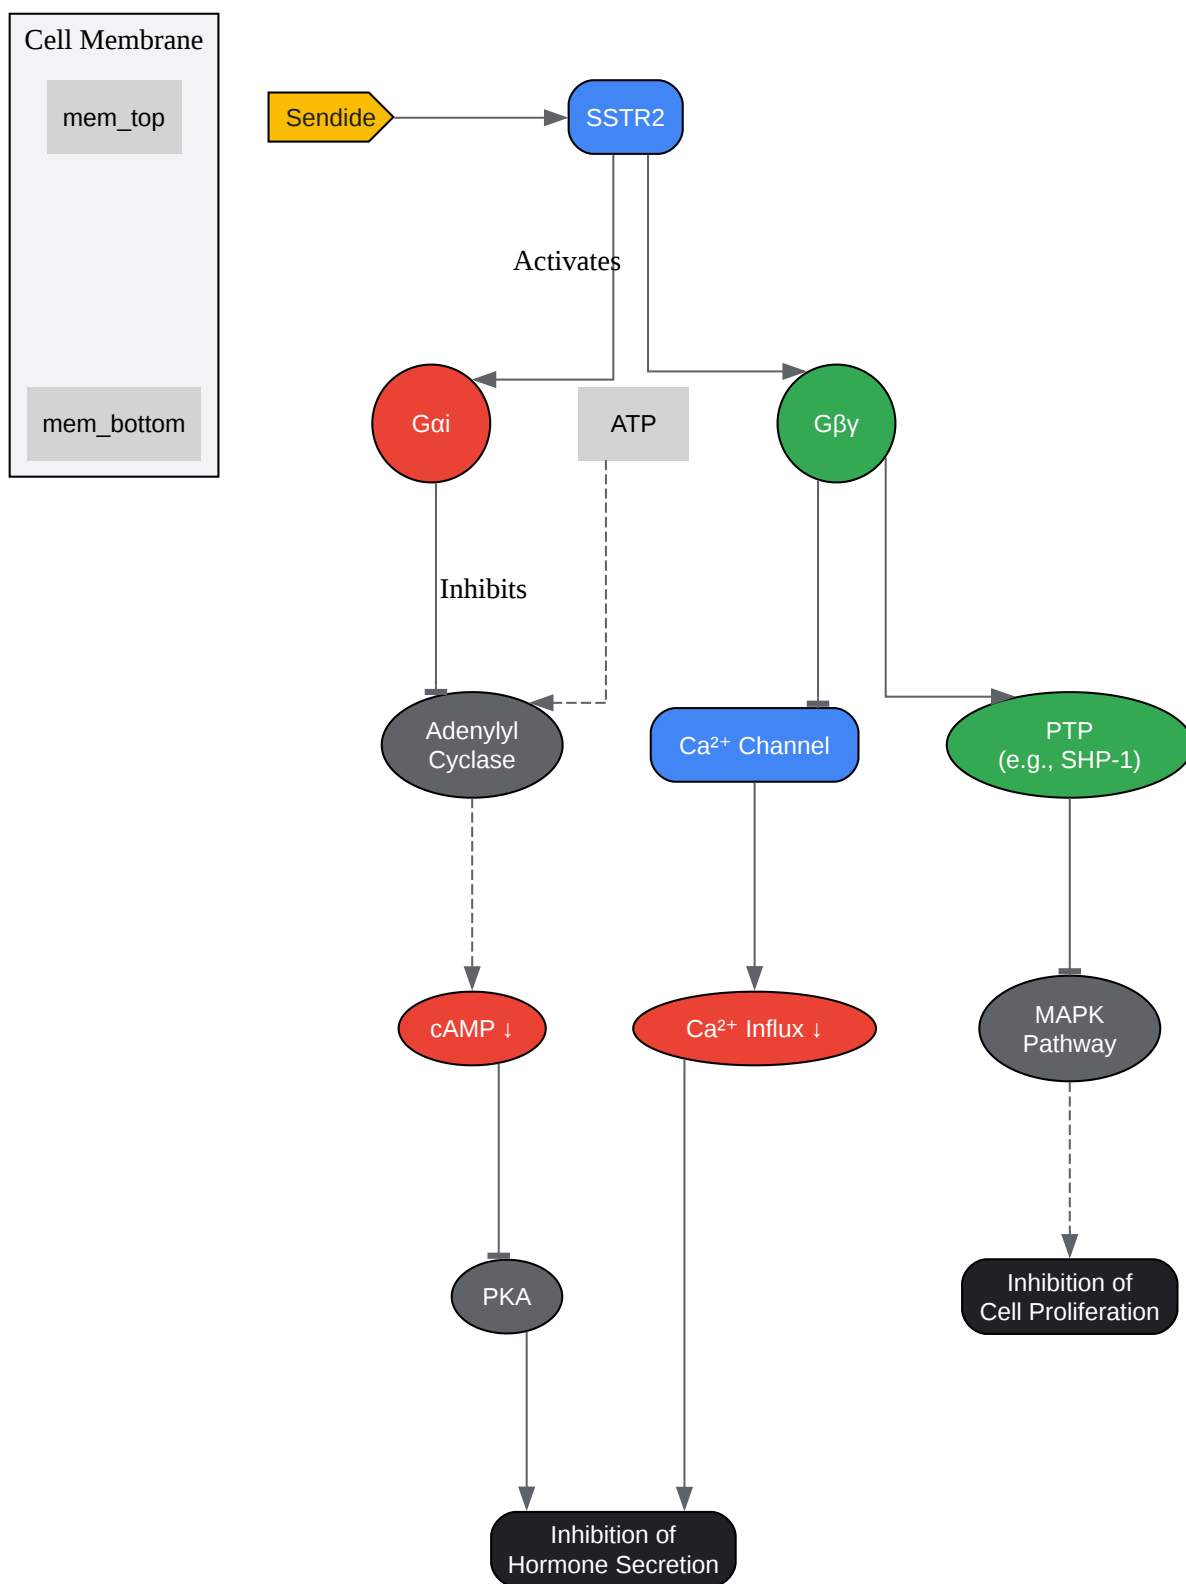 Cell Membrane
mem_top
Sendide
SSTR2
Activates
mem_bottom
Gαi
ATP
Gβγ
Inhibits
Adenylyl
Cyclase
Ca²⁺ Channel
PTP
(e.g., SHP-1)
cAMP ↓
Ca²⁺ Influx ↓
MAPK
Pathway
PKA
Inhibition of
Cell Proliferation
Inhibition of
Hormone Secretion